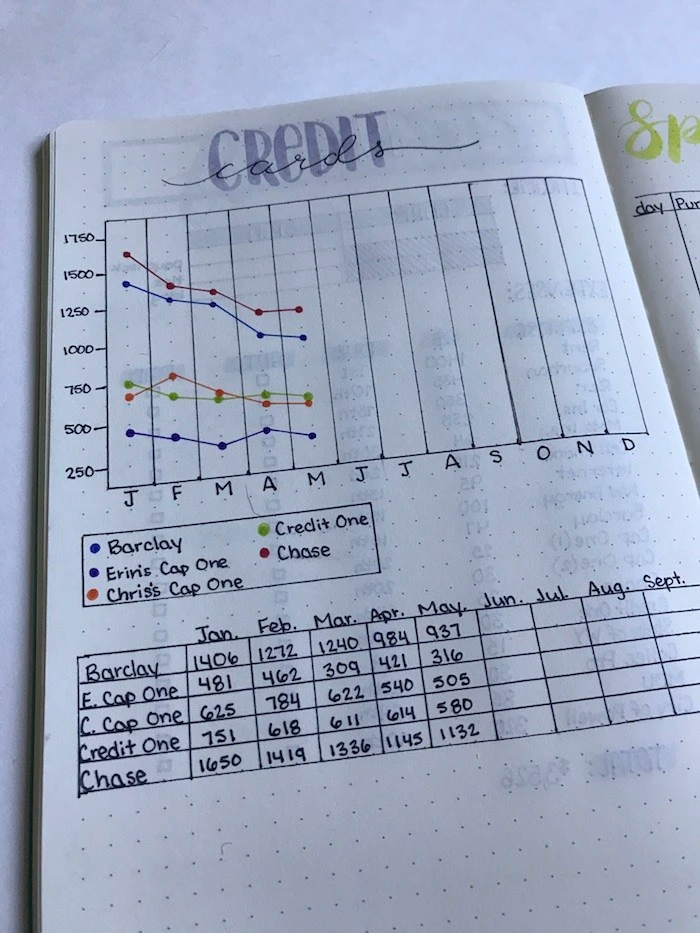 CREDIT
cards
Sp
day Pur
1750
1500
1250
1000
750
500
250
J F M A M J J A S O N D
Barclay
Erin's Cap One
Chris's Cap One
Credit One
Chase
Jan. Feb. Mar. Apr. May. Jun. Jul. Aug. Sept.
Barclay 1406 1272 1240 984 937
E. Cap One 481 462 309 421 316
C. Cap One 625 784 622 540 505
Credit One 751 618 611 614 580
Chase 1650 1419 1336 1145 1132